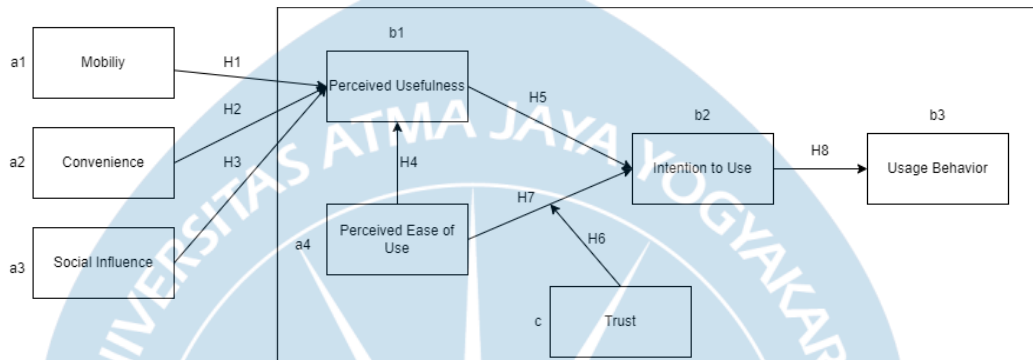 b1
a1
Mobiliy
H1
Perceived Usefulness
H2
H5
b2
b3
a2
Convenience
H3
H4
Intention to Use
H8
Usage Behavior
H7
a4
Perceived Ease of
Use
H6
a3
Social Influence
c
Trust
UNIVERSITAS ATMA JAYA YOGYAKAR